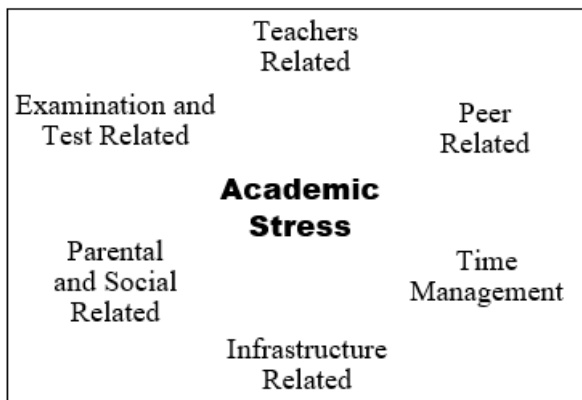 Teachers
Related
Examination and
Test Related
Peer
Related
Academic
Stress
Parental
and Social
Related
Time
Management
Infrastructure
Related